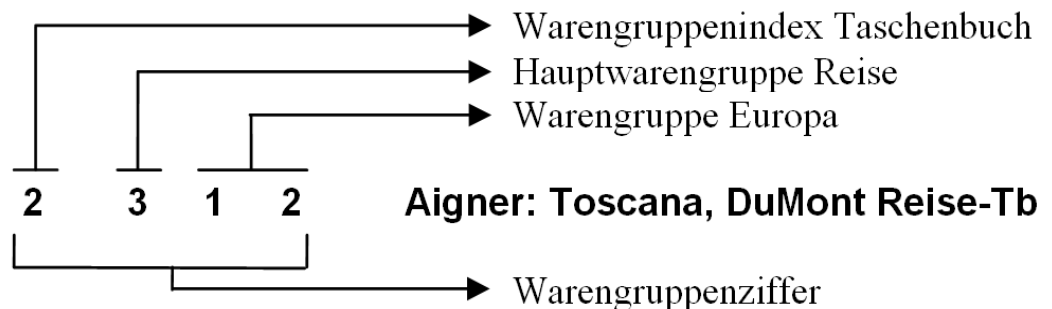 Warengruppenindex Taschenbuch
Hauptwarengruppe Reise
Warengruppe Europa
2 3 1 2 Aigner: Toscana, DuMont Reise-Tb
Warengruppenziffer